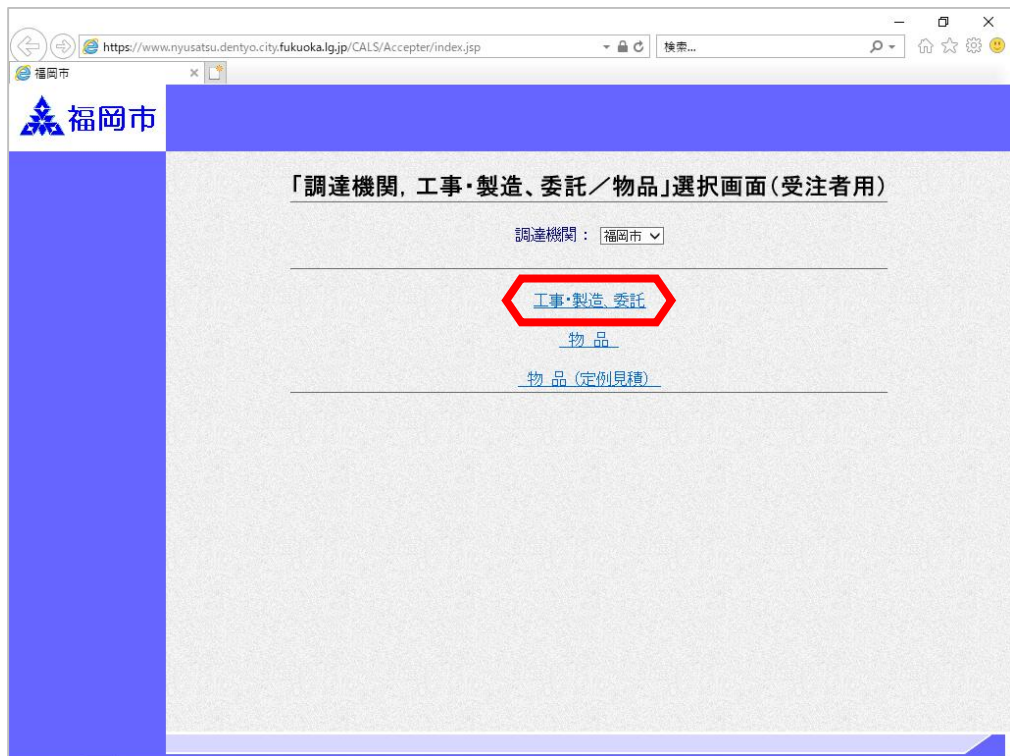 https://www.nyusatsu.dentyo.city.fukuoka.lg.jp/CALS/Accepter/index.jsp
検索...
福岡市
福岡市
「調達機関，工事・製造、委託／物品」選択画面（受注者用）
調達機関： 福岡市
工事・製造、委託
物 品
物 品 （定例見積）